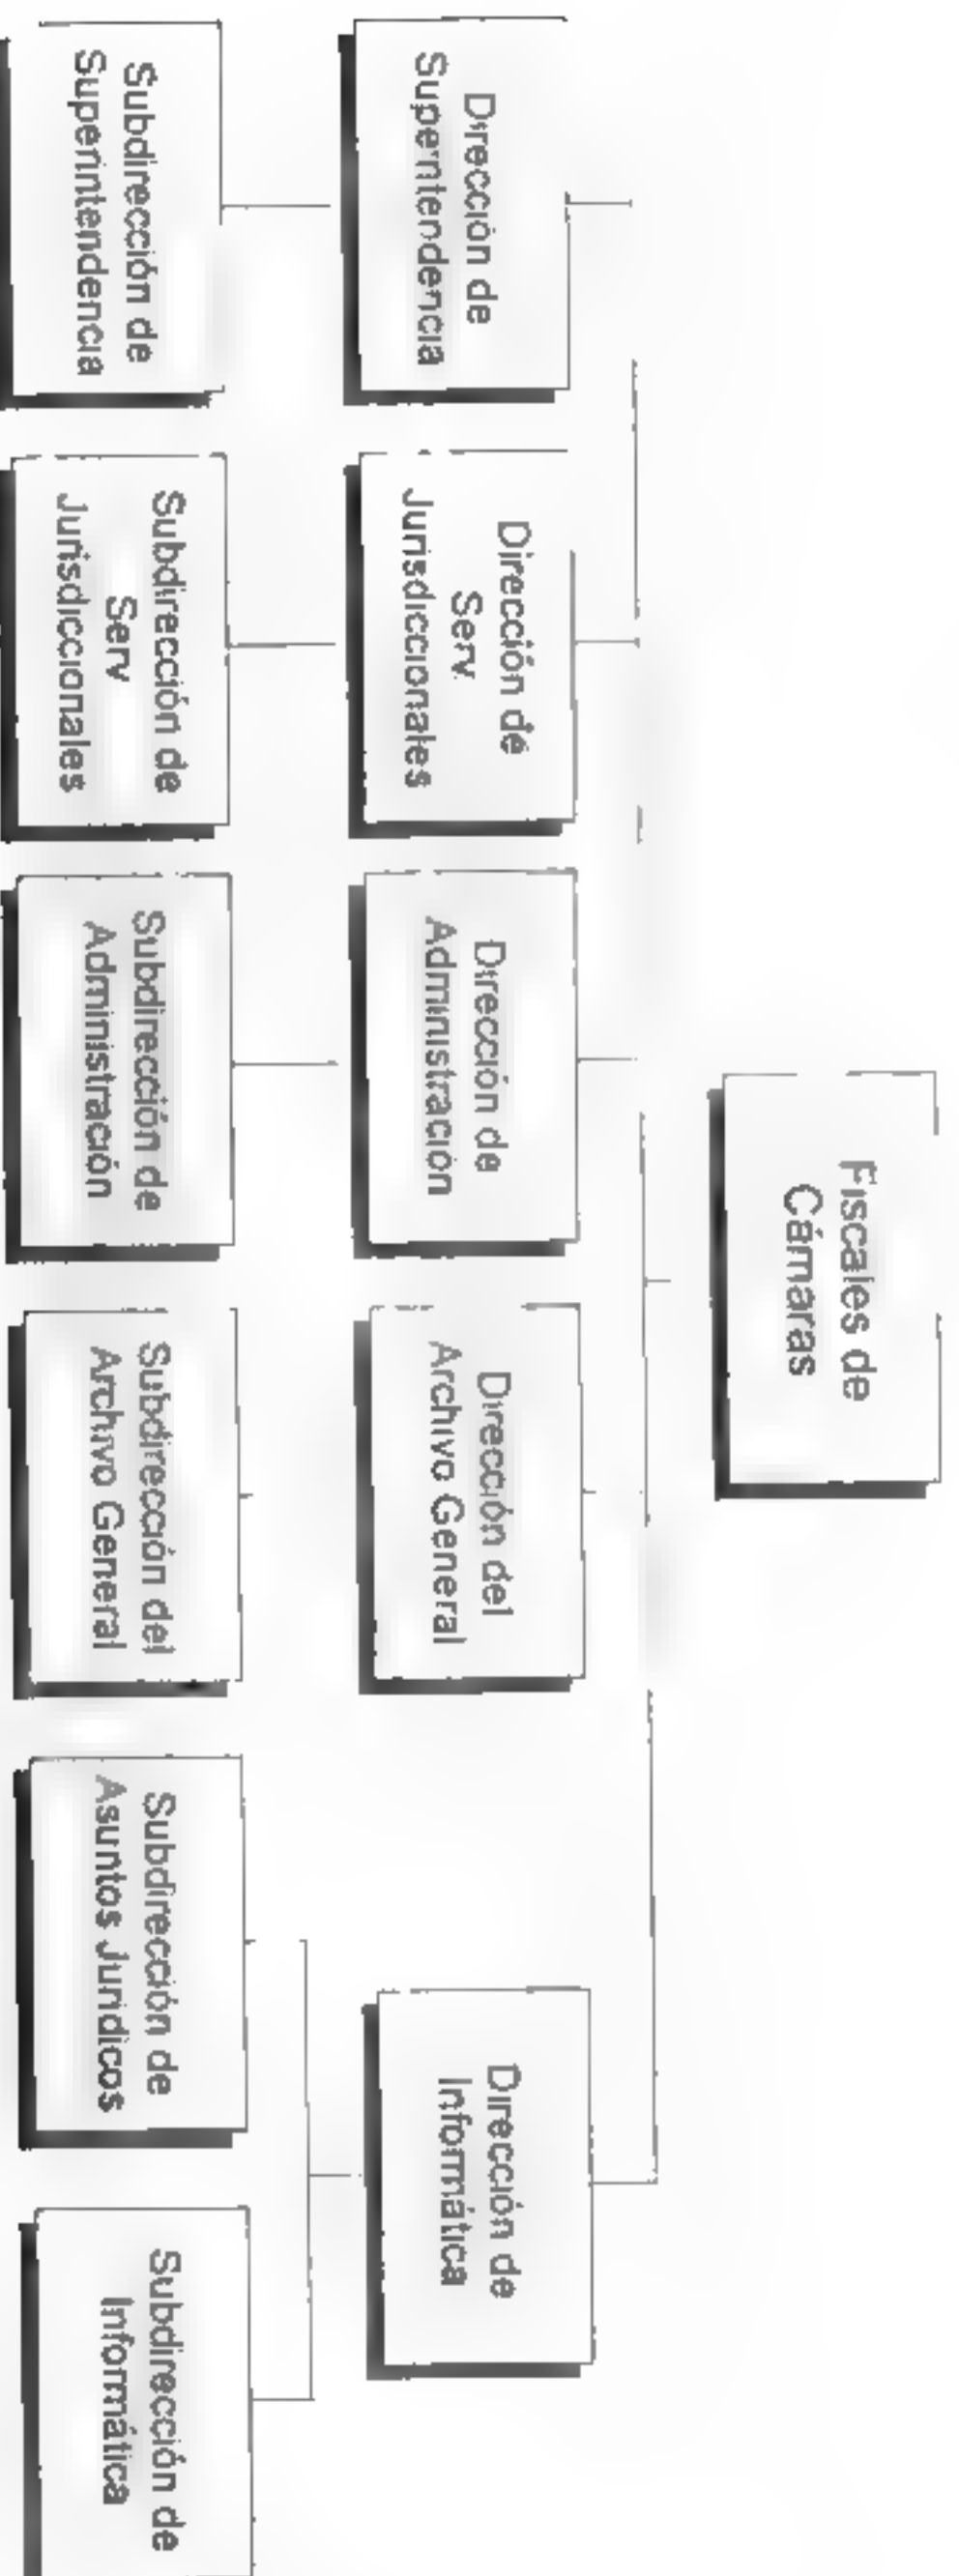 Fiscales de
Cámaras
Dirección de
Superitendencia
Dirección de
Serv
Jurisdiccionales
Dirección de
Administración
Dirección del
Archivo General
Dirección de
Informática
Subdirección de
Superintendencia
Subdirección de
Serv
Jurisdiccionales
Subdirección de
Administración
Subdirección del
Archivo General
Subdirección de
Asuntos Juridicos
Subdirección de
Informática